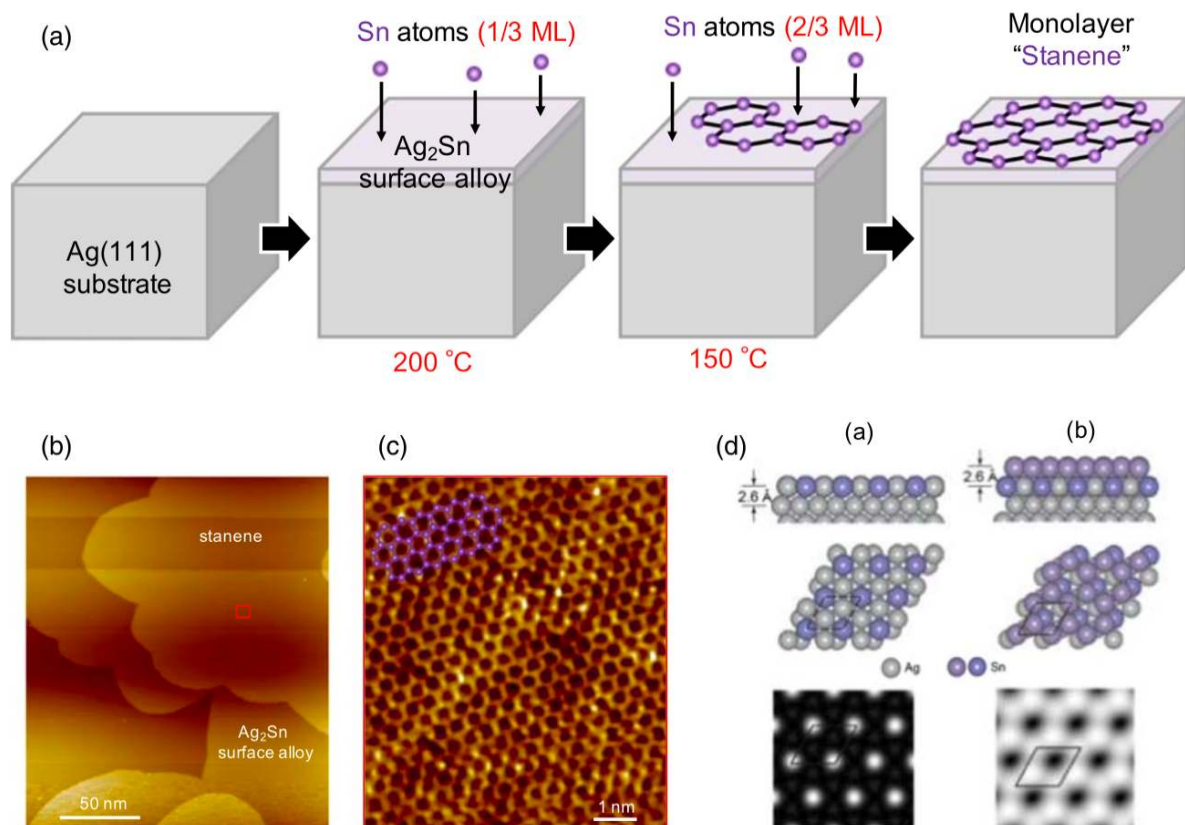 (a)
Sn atoms (1/3 ML)
Sn atoms (2/3 ML)
Monolayer
“Stanene”
Ag(111)
substrate
Ag₂Sn
surface alloy
200 °C
150 °C
(b)
stanene
Ag₂Sn
surface alloy
50 nm
(c)
1 nm
(d)
(a)
(b)
2.6 Å
2.6 Å
Ag
Sn